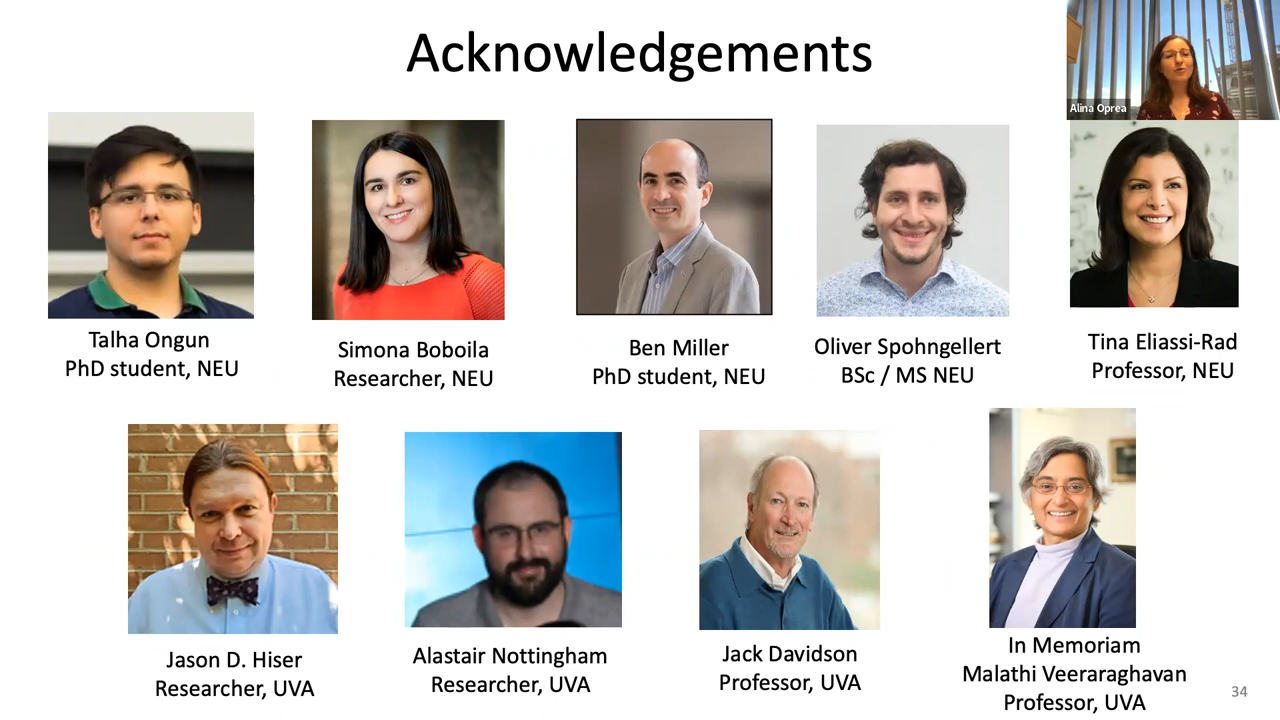 Acknowledgements
Alina Oprea
Talha Ongun
PhD student, NEU
Simona Boboila
Researcher, NEU
Ben Miller
PhD student, NEU
Oliver Spohngellert
BSc / MS NEU
Tina Eliassi-Rad
Professor, NEU
Jason D. Hiser
Researcher, UVA
Alastair Nottingham
Researcher, UVA
Jack Davidson
Professor, UVA
In Memoriam
Malathi Veeraraghavan
Professor, UVA
34